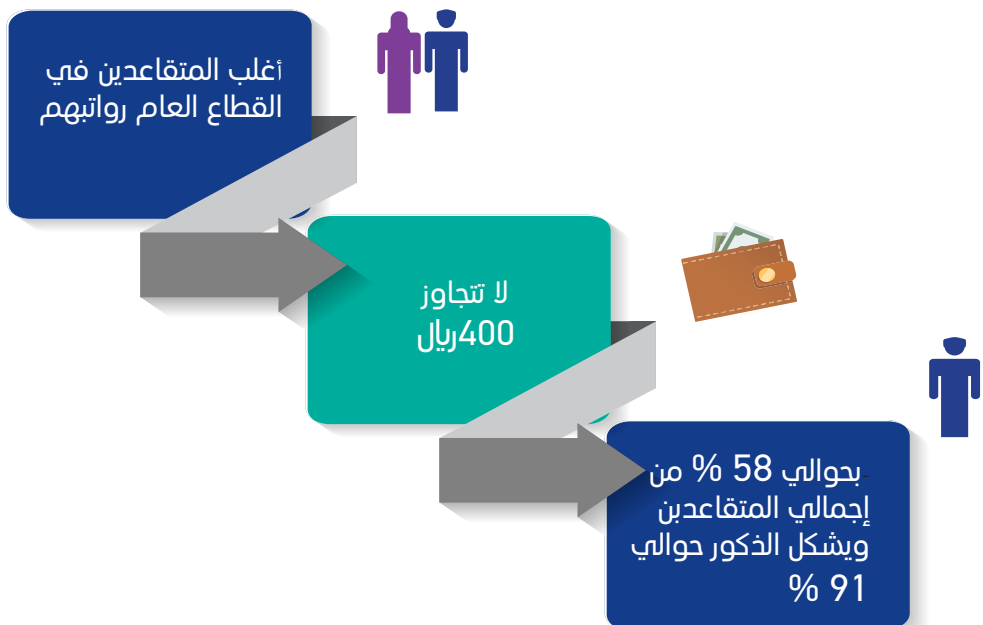 أغلب المتقاعدين في
القطاع العام رواتبهم
لا تتجاوز
400ريال
بحوالي 58 % من
إجمالي المتقاعدبن
ويشكل الذكور حوالي
91 %